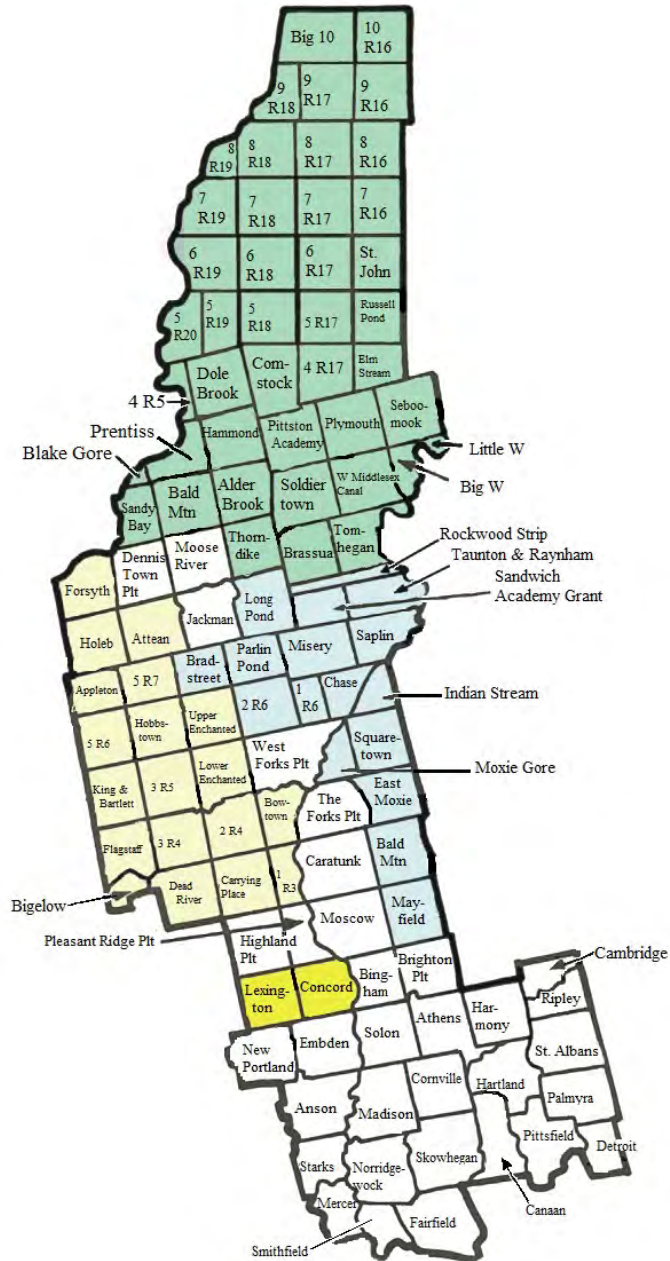 Big 10
10
R16
9
R18
9
R17
9
R16
8
R19
8
R18
8
R17
8
R16
7
R19
7
R18
7
R17
7
R16
6
R19
6
R18
6
R17
St.
John
5
R20
5
R19
5
R18
5 R17
Russell
Pond
4 R5
Dole
Brook
Com-
stock
4 R17
Elm
Stream
Prentiss
Hammond
Pittston
Academy
Plymouth
Seboo-
mook
Little W
Blake Gore
Big W
Sandy
Bay
Bald
Mtn
Alder
Brook
Soldier
town
W Middlesex
Canal
Thorn-
dike
Brassua
Tom-
hegan
Rockwood Strip
Taunton & Raynham
Sandwich
Academy Grant
Forsyth
Dennis
Town
Plt
Moose
River
Long
Pond
Holeb
Attean
Jackman
Misery
Saplin
Appleton
5 R7
Brad-
street
Parlin
Pond
Chase
Indian Stream
5 R6
Hobbs-
town
Upper
Enchanted
2 R6
1
R6
Square-
town
Moxie Gore
King &
Bartlett
3 R5
Lower
Enchanted
West
Forks Plt
East
Moxie
Flagstaff
3 R4
2 R4
Bow-
town
The
Forks Plt
Bald
Mtn
Bigelow
Dead
River
Carrying
Place
1
R3
Caratunk
May-
field
Pleasant Ridge Plt
Highland
Plt
Moscow
Lexing-
ton
Concord
Bing-
ham
Brighton
Plt
Cambridge
Ripley
New
Portland
Embden
Solon
Athens
Har-
mony
St. Albans
Anson
Madison
Cornville
Hartland
Palmyra
Starks
Norridge-
wock
Skowhegan
Pittsfield
Detroit
Mercer
Canaan
Smithfield
Fairfield